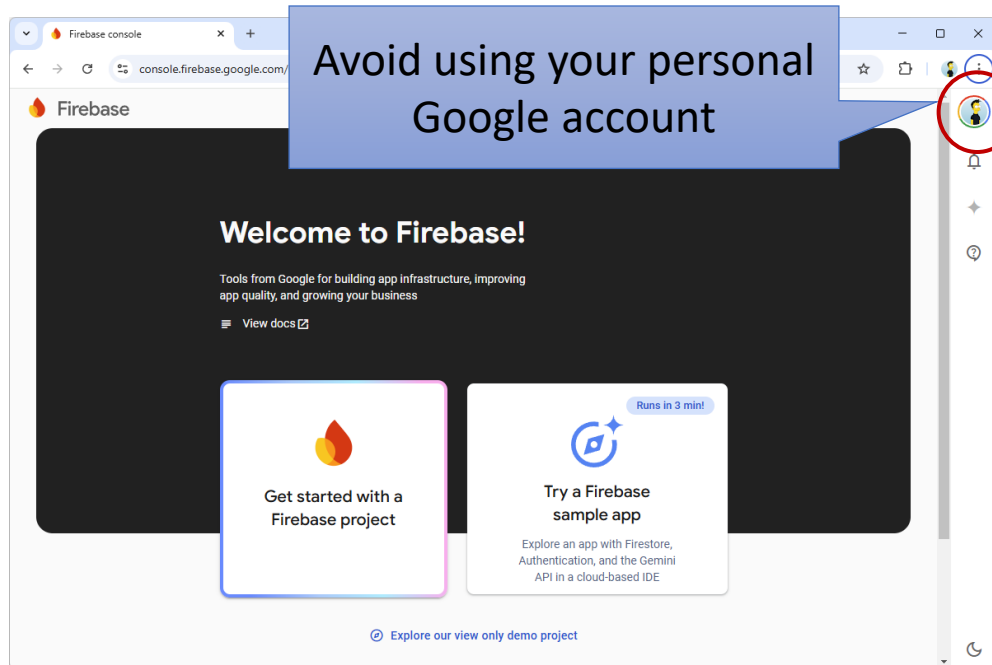 Firebase console
console.firebase.google.com/
Avoid using your personal
Google account
Firebase
Welcome to Firebase!
Tools from Google for building app infrastructure, improving
app quality, and growing your business
View docs
Get started with a
Firebase project
Runs in 3 min!
Try a Firebase
sample app
Explore an app with Firestore,
Authentication, and the Gemini
API in a cloud-based IDE
Explore our view only demo project